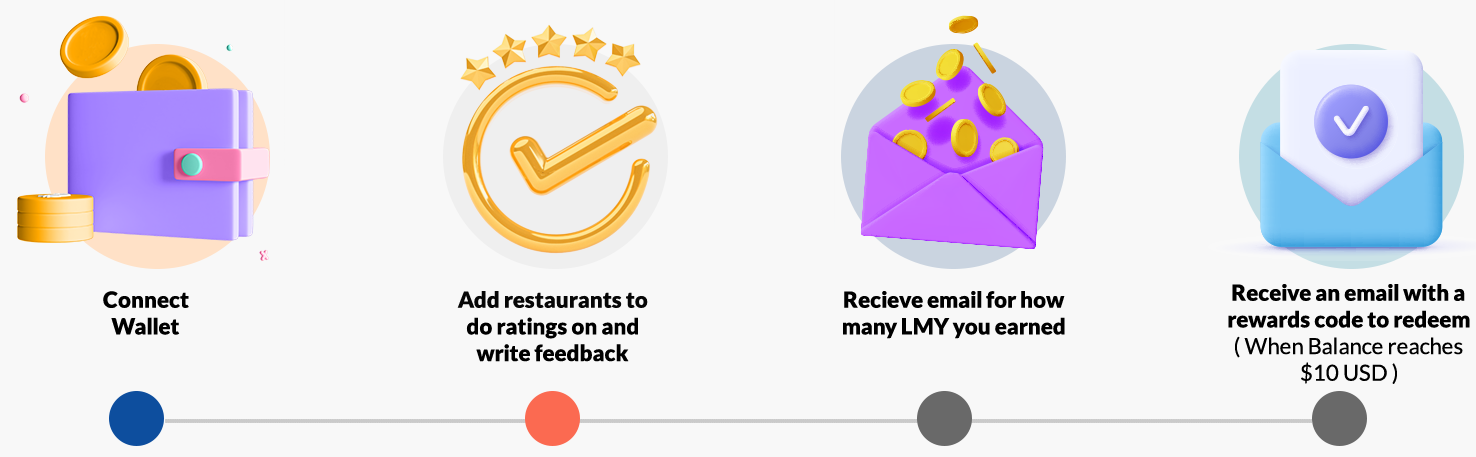 Connect
Wallet
Add restaurants to
do ratings on and
write feedback
Recieve email for how
many LMY you earned
Receive an email with a
rewards code to redeem
( When Balance reaches
$10 USD )